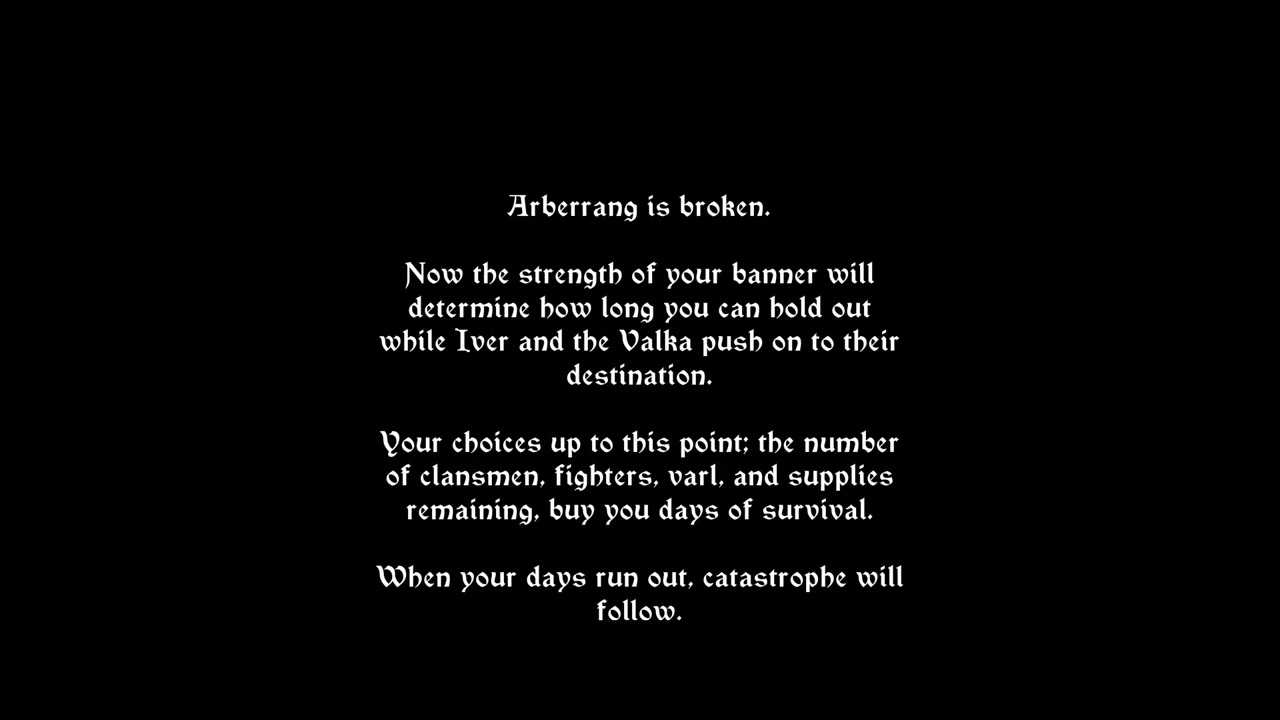 Arberrang is broken.
Now the strength of your banner will
determine how long you can hold out
while Iver and the Valka push on to their
destination.
Your choices up to this point; the number
of clansmen, fighters, varl, and supplies
remaining, buy you days of survival.
When your days run out, catastrophe will
follow.